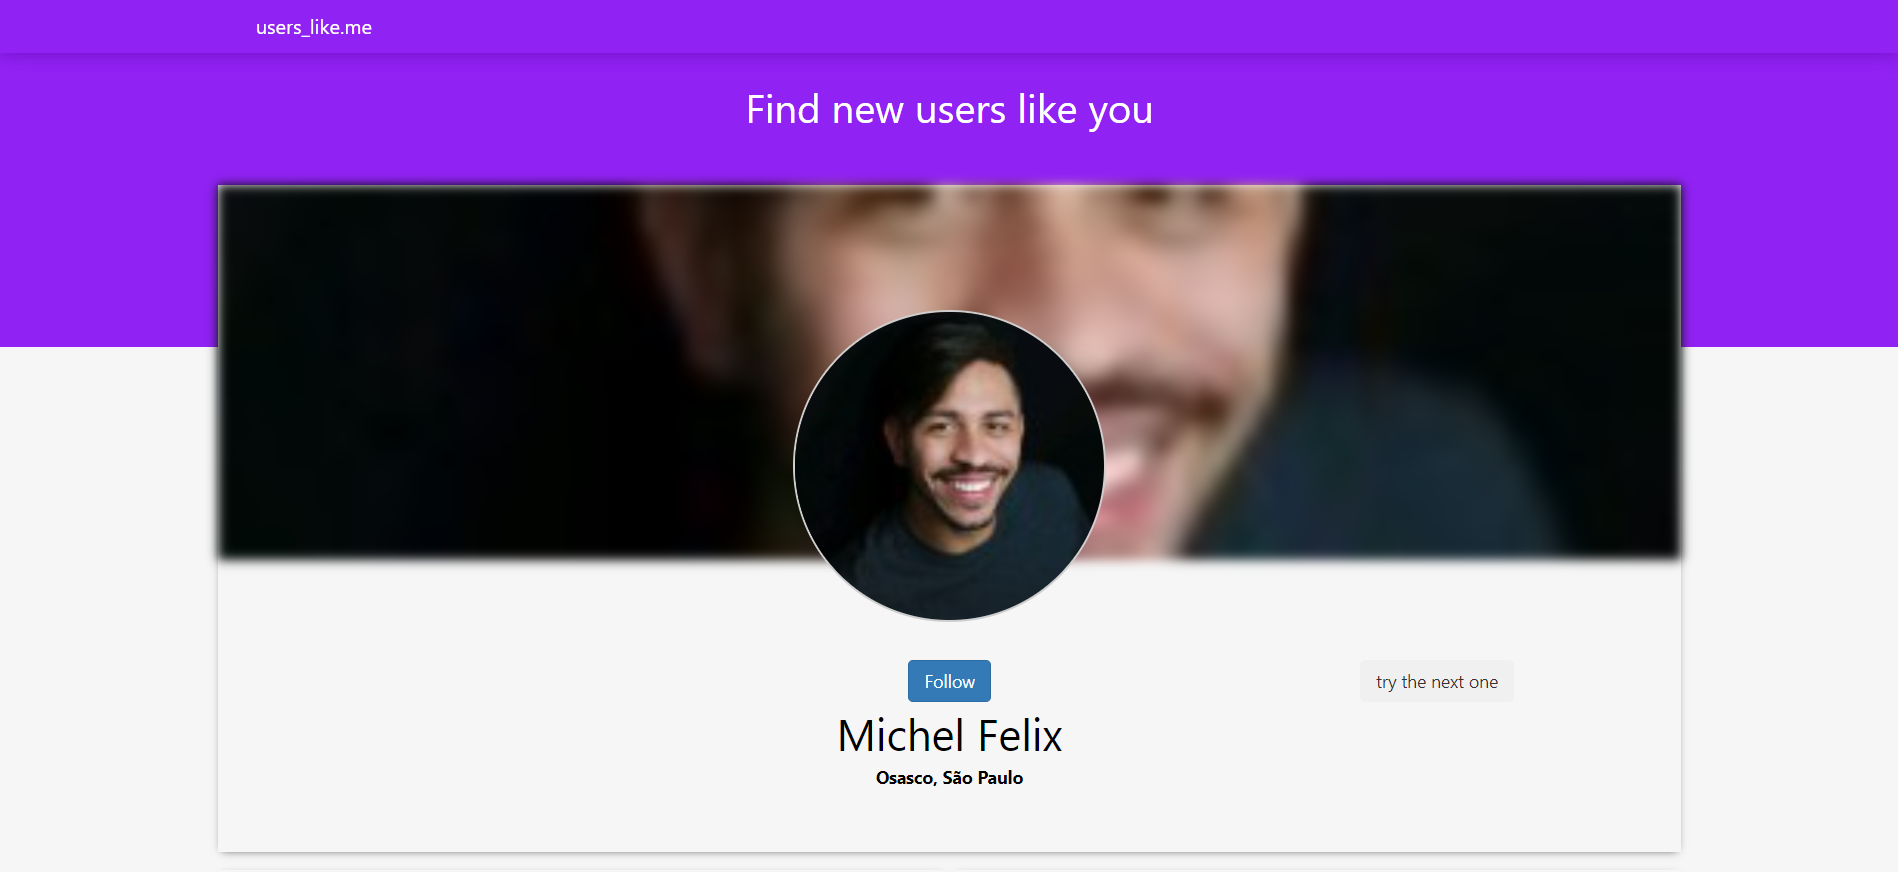 users_like.me
Find new users like you
Follow
try the next one
Michel Felix
Osasco, São Paulo